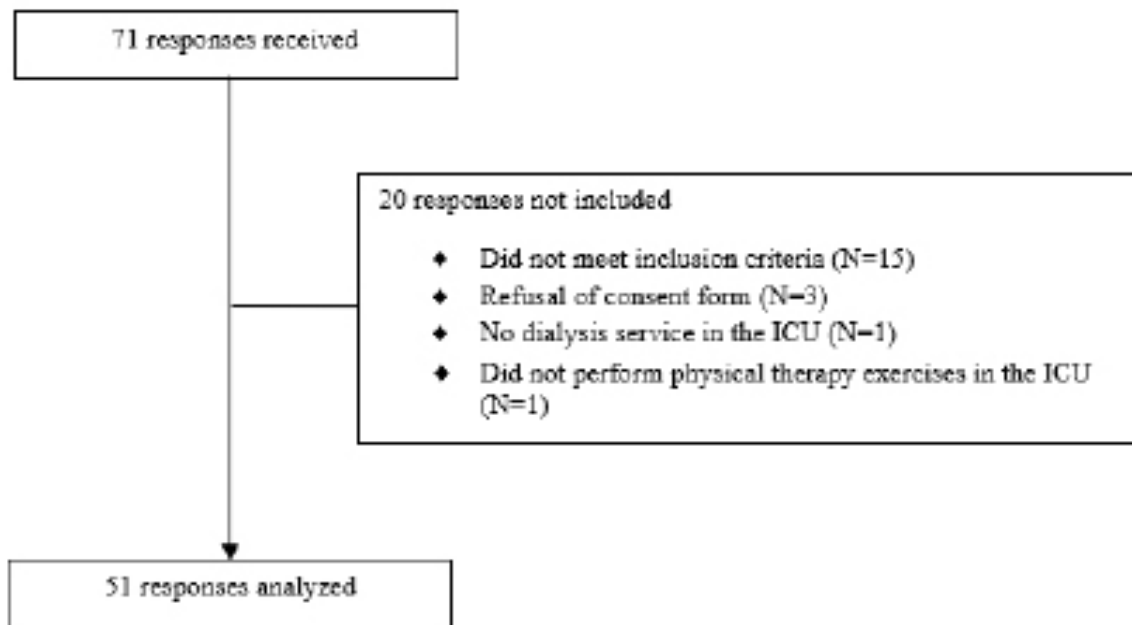 71 responses received
20 responses not included
♦ Did not meet inclusion criteria (N=15)
♦ Refusal of consent form (N=3)
♦ No dialysis service in the ICU (N=1)
♦ Did not perform physical therapy exercises in the ICU
(N=1)
51 responses analyzed